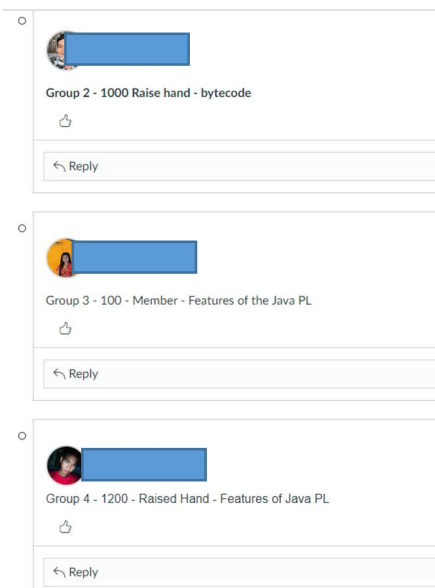 Group 2 - 1000 Raise hand - bytecode
Reply
Group 3 - 100 - Member - Features of the Java PL
Reply
Group 4 - 1200 - Raised Hand - Features of Java PL
Reply